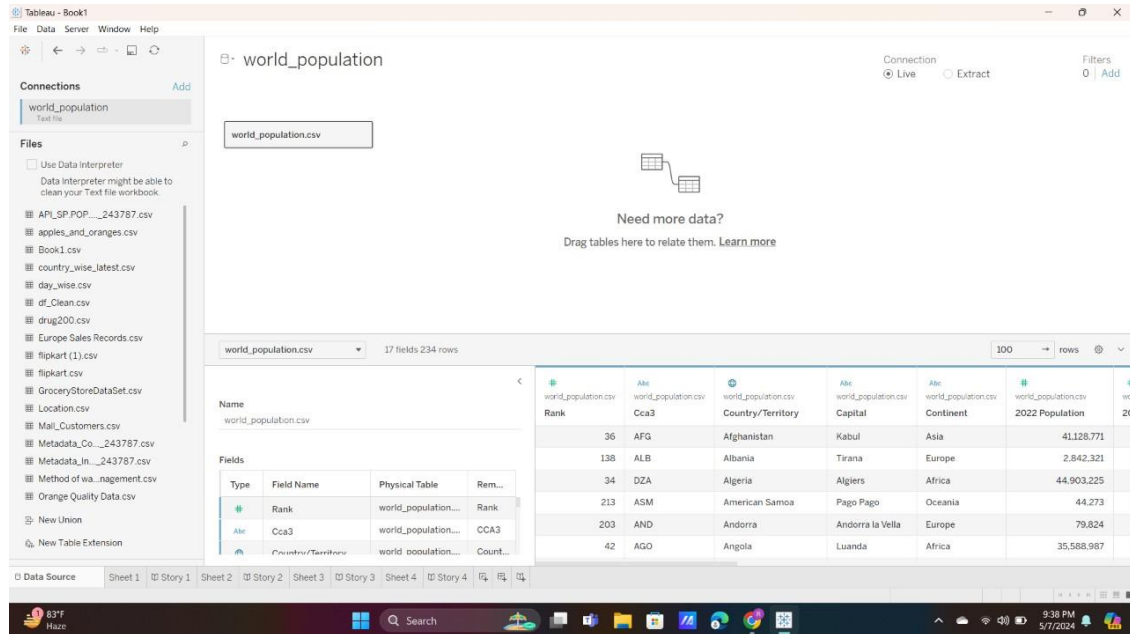 Tableau - Book1
File Data Server Window Help
Connections Add
world_population
Text file
Files
Use Data Interpreter
Data Interpreter might be able to
clean your Text file workbook.
API_SP.POP...._243787.csv
apples_and_oranges.csv
Book1.csv
country_wise_latest.csv
day_wise.csv
df_Clean.csv
drug200.csv
Europe Sales Records.csv
flipkart (1).csv
flipkart.csv
GroceryStoreDataSet.csv
Location.csv
Mall_Customers.csv
Metadata_Co..._243787.csv
Metadata_In..._243787.csv
Method of wa...nagement.csv
Orange Quality Data.csv
New Union
New Table Extension
world_population
Connection
Live Extract
Filters
0 Add
world_population.csv
Need more data?
Drag tables here to relate them. Learn more
world_population.csv 17 fields 234 rows 100 rows
Name
world_population.csv
Fields
Type Field Name Physical Table Rem...
# Rank world_population.... Rank
Abc Cca3 world_population.... CCA3
Country/Territory world_population.... Count...
# Abc Abc Abc #
world_population.csv world_population.csv world_population.csv world_population.csv world_population.csv world_population.csv
Rank Cca3 Country/Territory Capital Continent 2022 Population 20
36 AFG Afghanistan Kabul Asia 41,128,771
138 ALB Albania Tirana Europe 2,842,321
34 DZA Algeria Algiers Africa 44,903,225
213 ASM American Samoa Pago Pago Oceania 44,273
203 AND Andorra Andorra la Vella Europe 79,824
42 AGO Angola Luanda Africa 35,588,987
Data Source Sheet 1 Story 1 Sheet 2 Story 2 Sheet 3 Story 3 Sheet 4 Story 4
83°F
Haze
Search
9:38 PM
5/7/2024